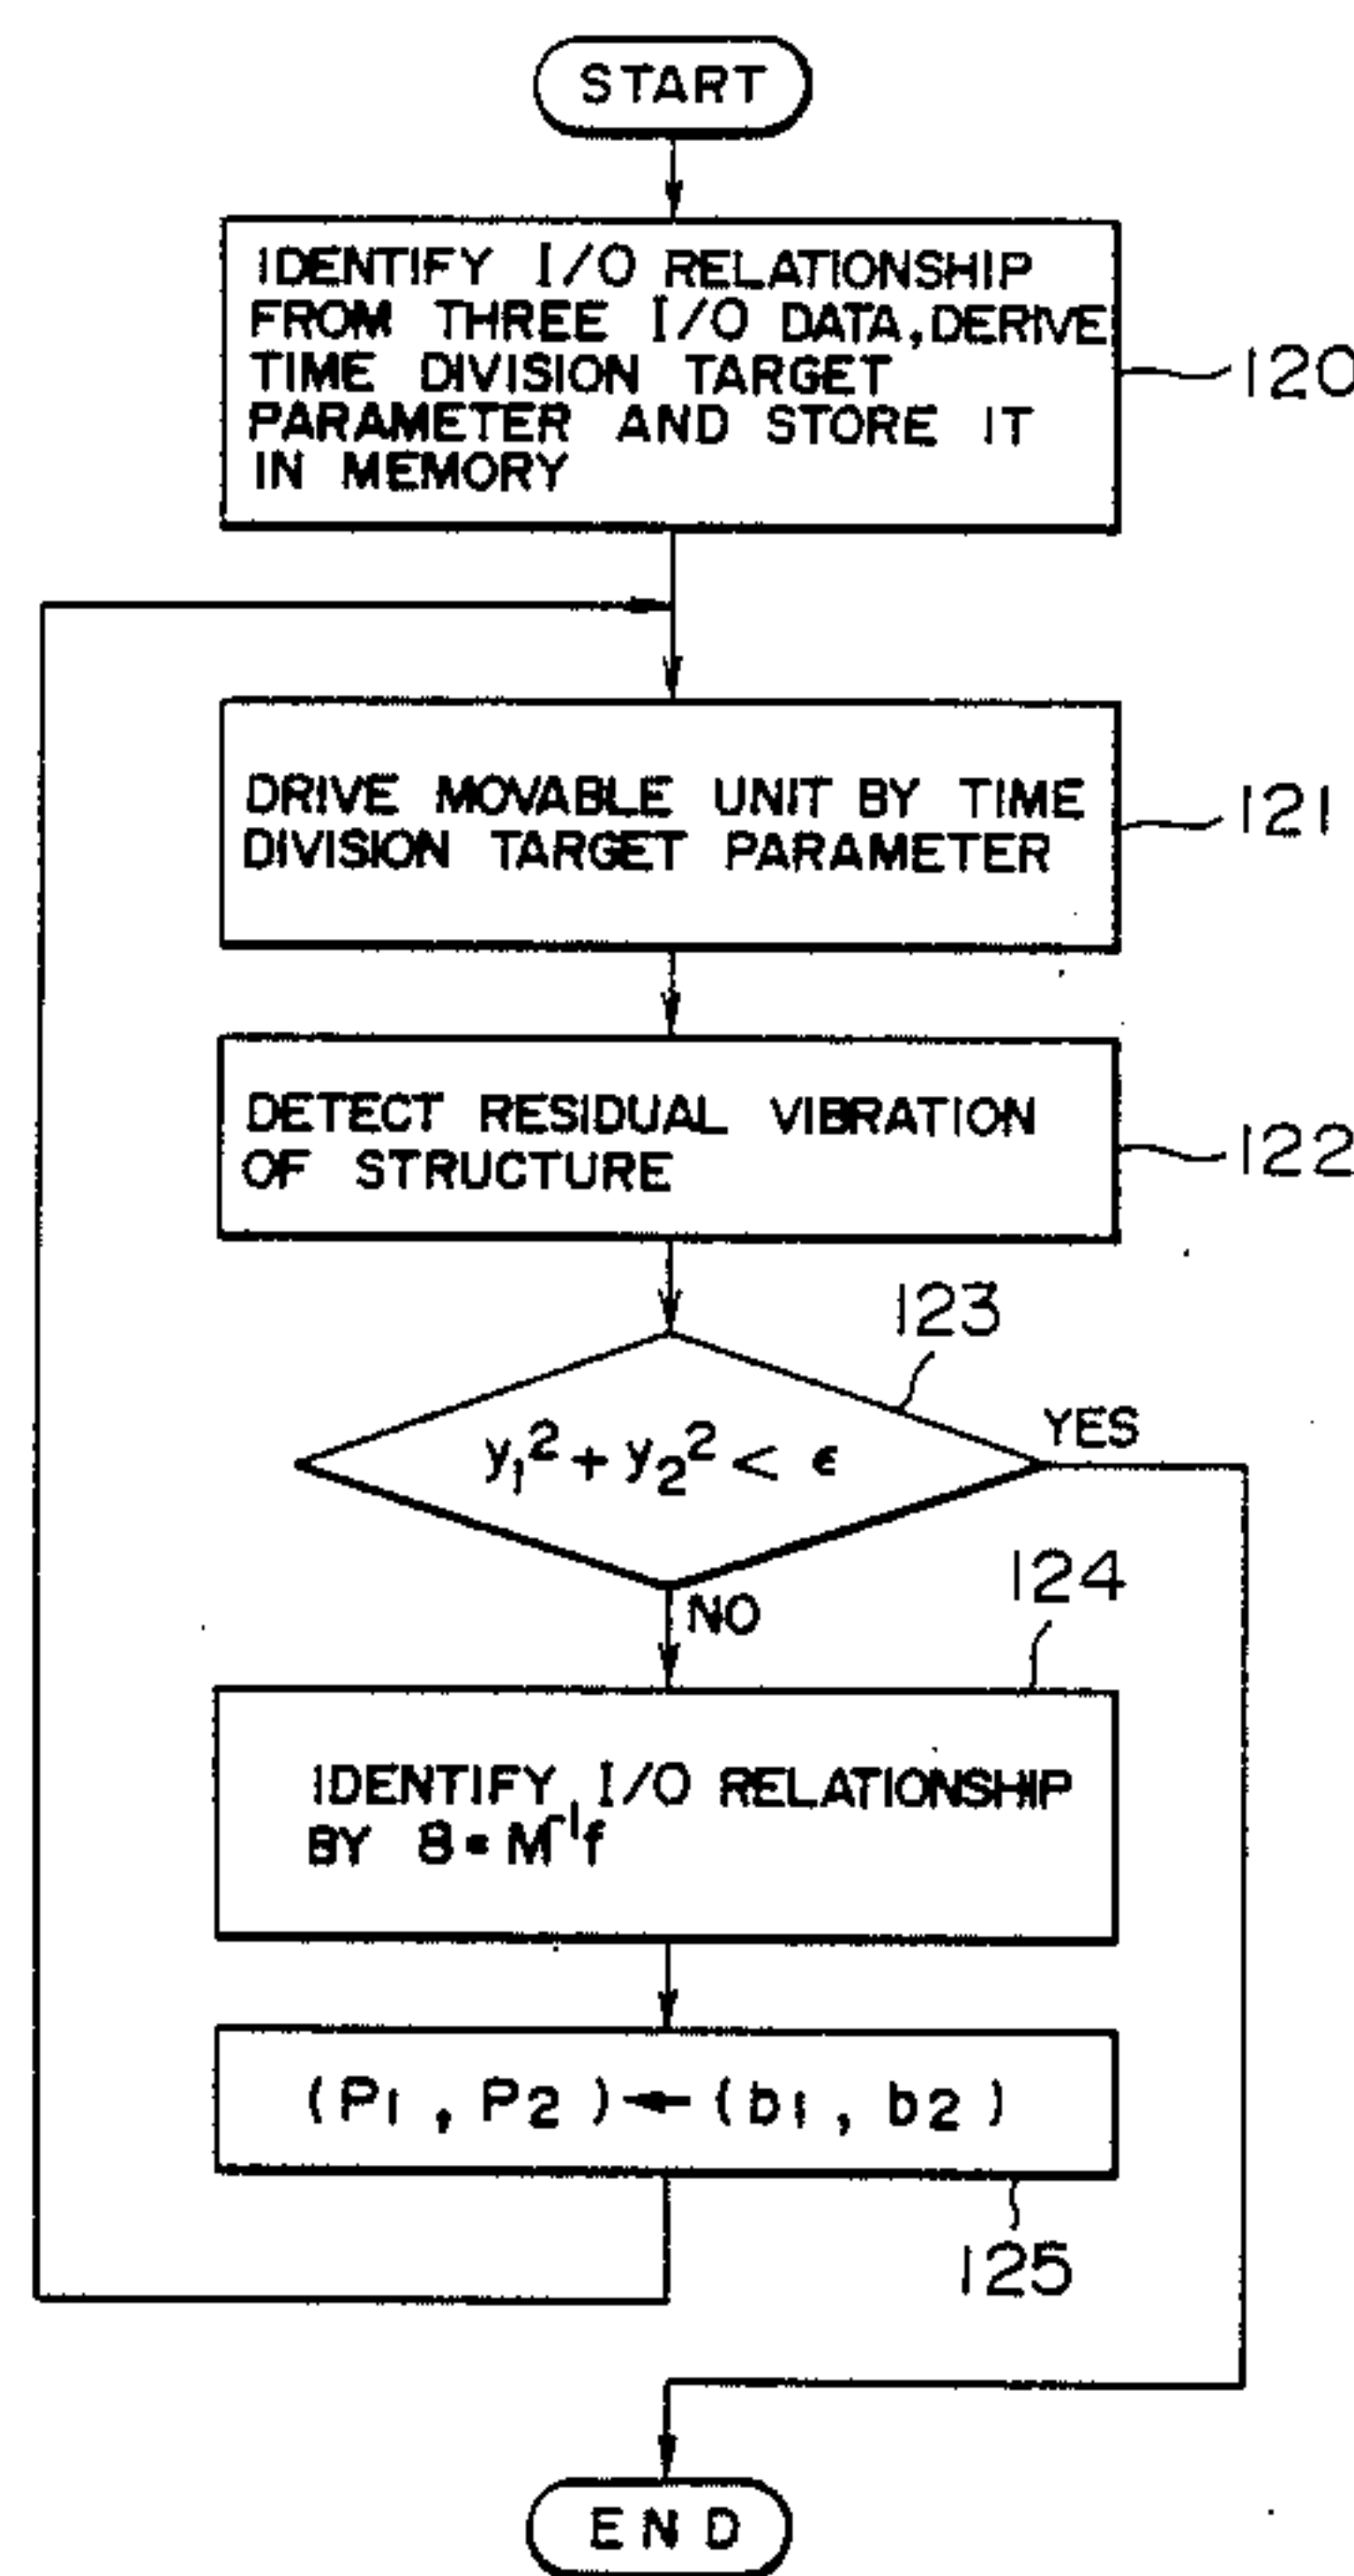 START
IDENTIFY I/O RELATIONSHIP
FROM THREE I/O DATA, DERIVE
TIME DIVISION TARGET
PARAMETER AND STORE IT
IN MEMORY
120
DRIVE MOVABLE UNIT BY TIME
DIVISION TARGET PARAMETER
121
DETECT RESIDUAL VIBRATION
OF STRUCTURE
122
123
y₁² + y₂² < ε
YES
NO
124
IDENTIFY I/O RELATIONSHIP
BY θ = M⁻¹f
(P₁, P₂) ← (b₁, b₂)
125
END